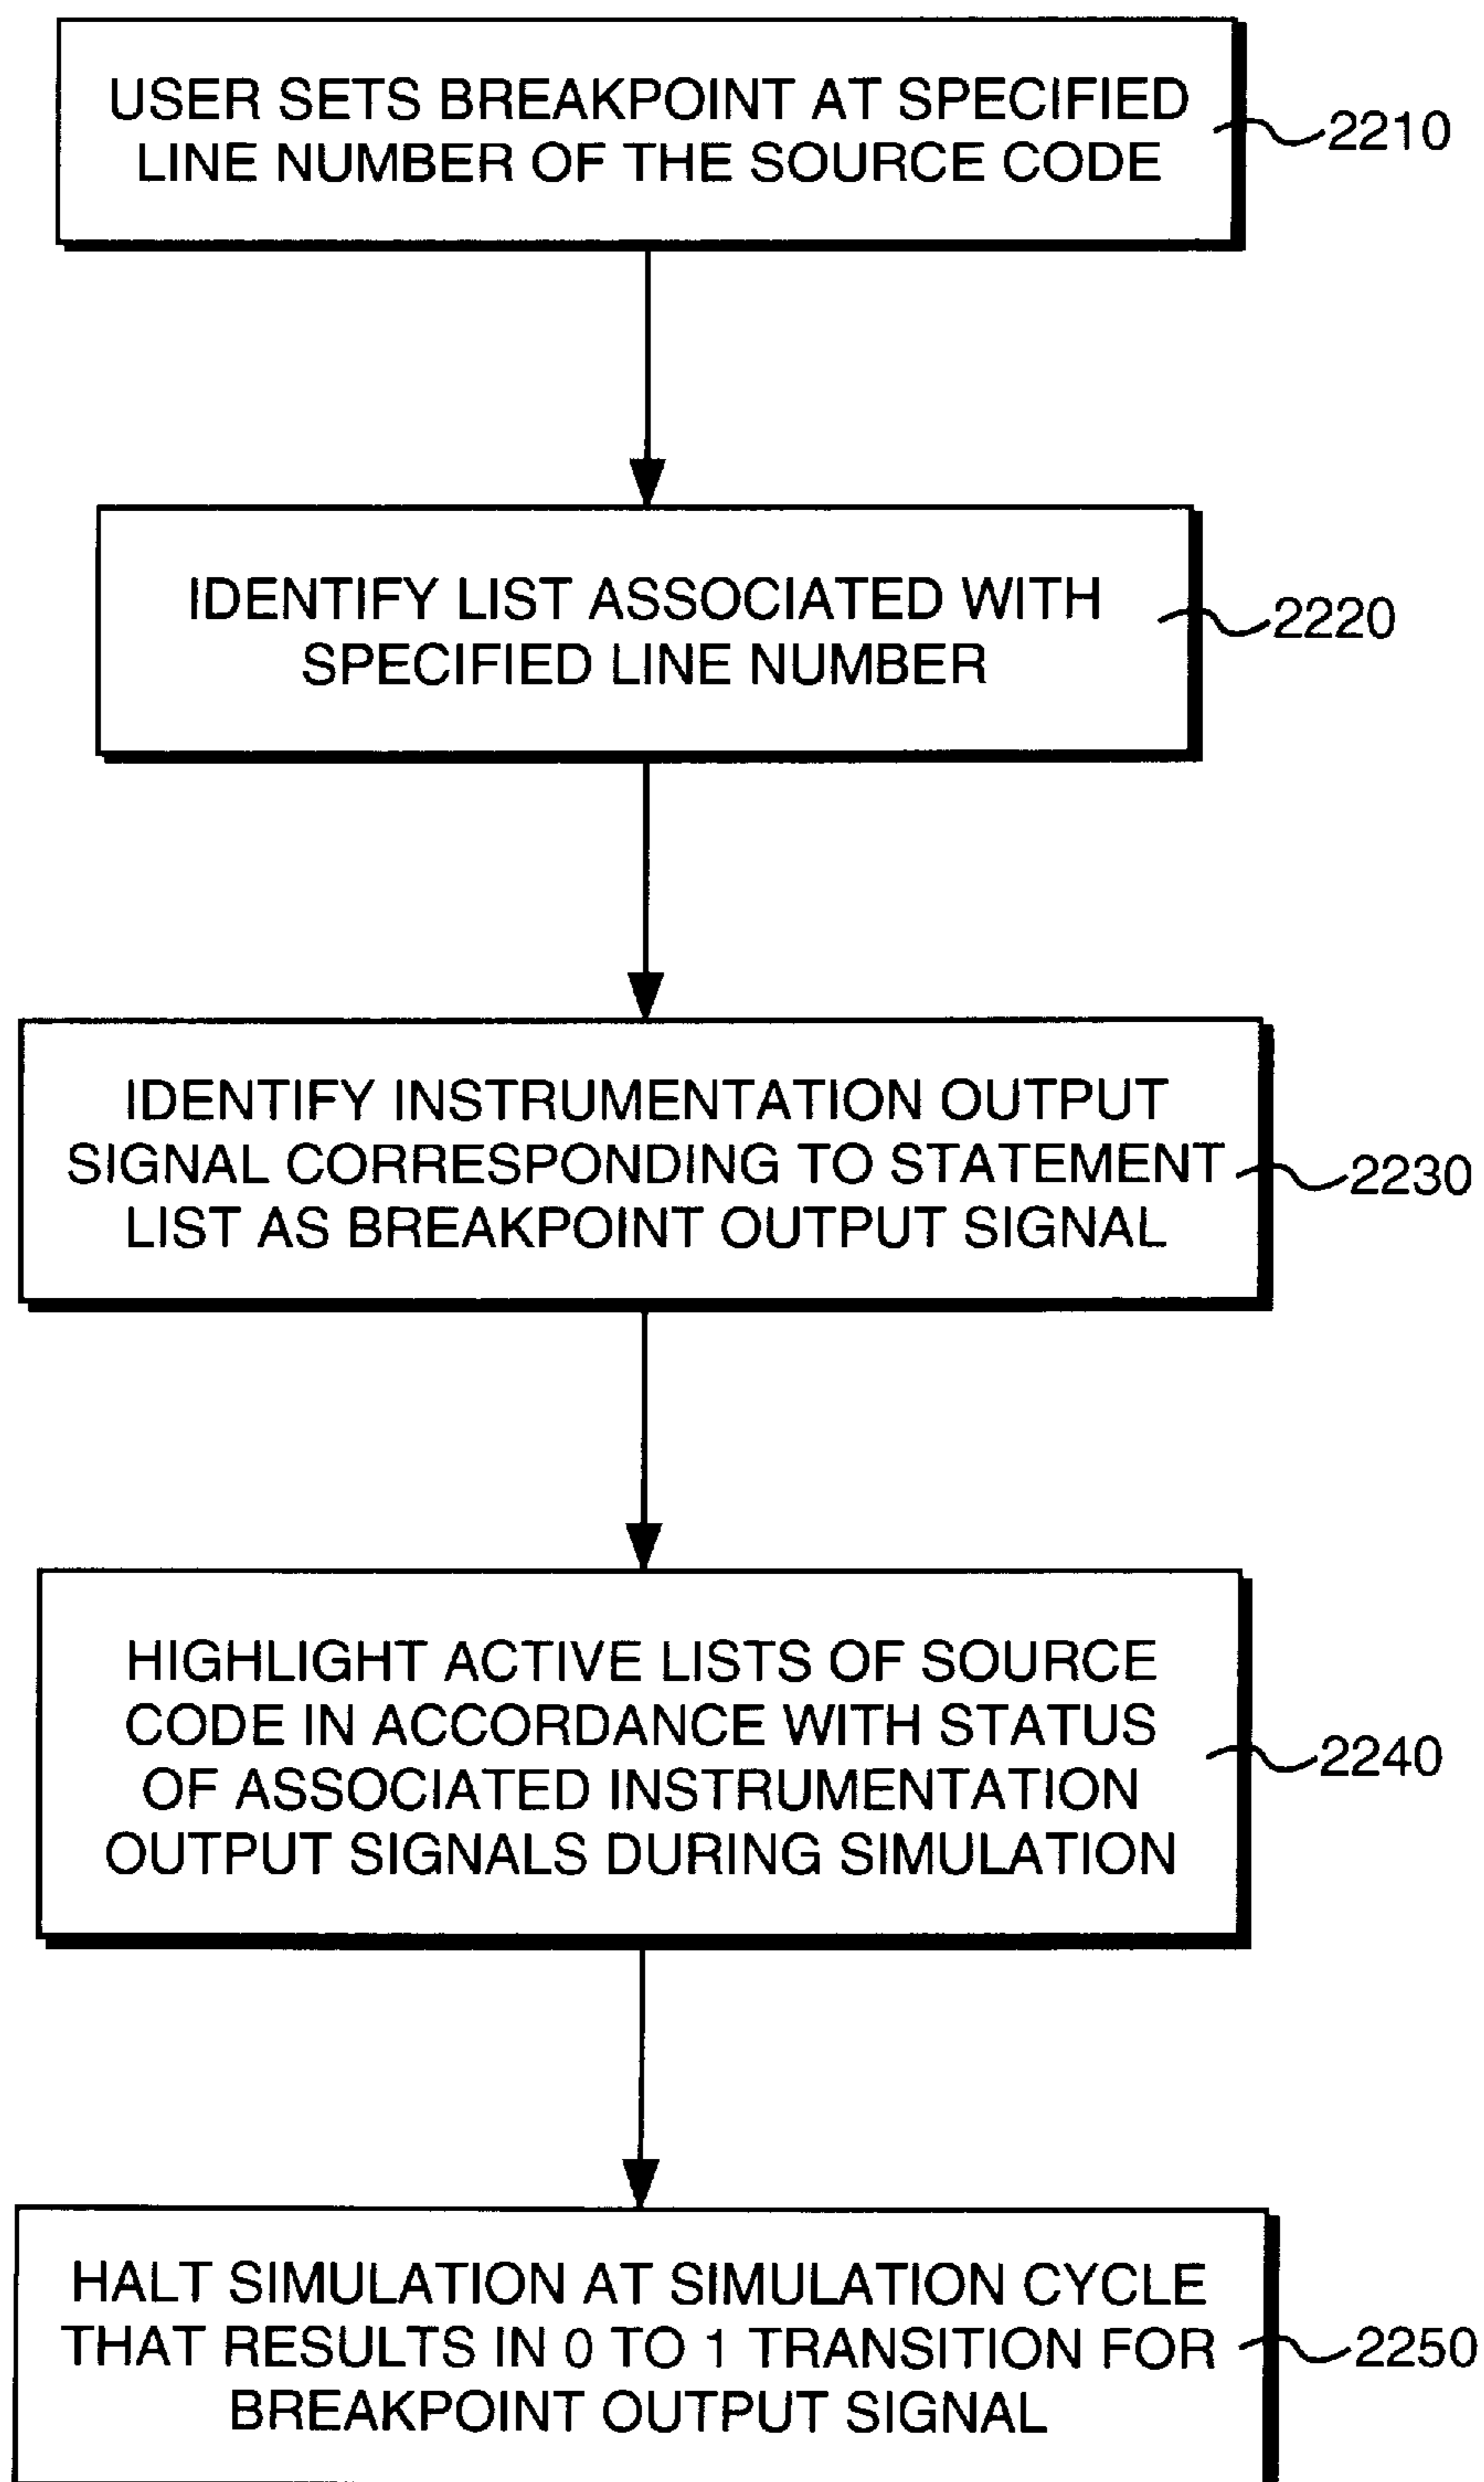 USER SETS BREAKPOINT AT SPECIFIED
LINE NUMBER OF THE SOURCE CODE
2210
IDENTIFY LIST ASSOCIATED WITH
SPECIFIED LINE NUMBER
2220
IDENTIFY INSTRUMENTATION OUTPUT
SIGNAL CORRESPONDING TO STATEMENT
LIST AS BREAKPOINT OUTPUT SIGNAL
2230
HIGHLIGHT ACTIVE LISTS OF SOURCE
CODE IN ACCORDANCE WITH STATUS
OF ASSOCIATED INSTRUMENTATION
OUTPUT SIGNALS DURING SIMULATION
2240
HALT SIMULATION AT SIMULATION CYCLE
THAT RESULTS IN 0 TO 1 TRANSITION FOR
BREAKPOINT OUTPUT SIGNAL
2250